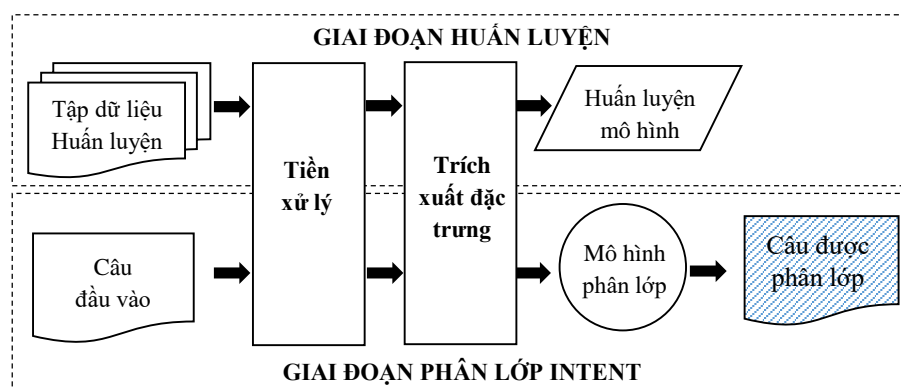 GIAI ĐOẠN HUẤN LUYỆN
Tập dữ liệu
Huấn luyện
Tiền
xử lý
Trích
xuất đặc
trưng
Huấn luyện
mô hình
Câu
đầu vào
Mô hình
phân lớp
Câu được
phân lớp
GIAI ĐOẠN PHÂN LỚP INTENT